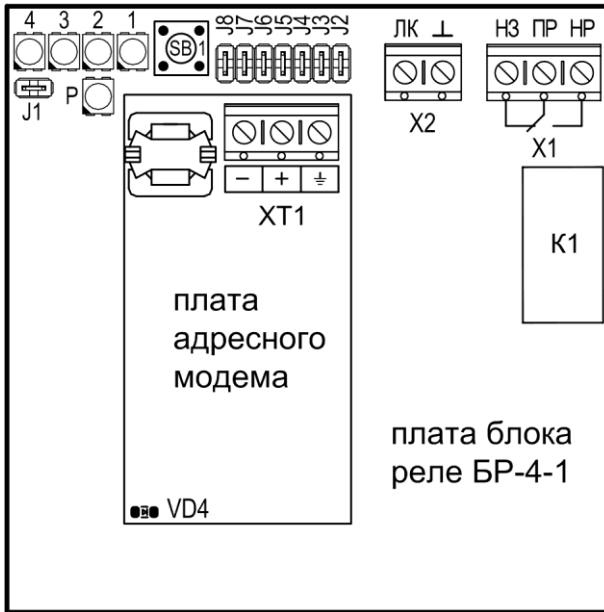 4 3 2 1
SB 1
J8 J7 J6 J5 J4 J3 J2
ЛК ⊥
НЗ ПР НР
J1
Р
X2
X1
− + ⏚
XT1
К1
плата
адресного
модема
плата блока
реле БР-4-1
VD4